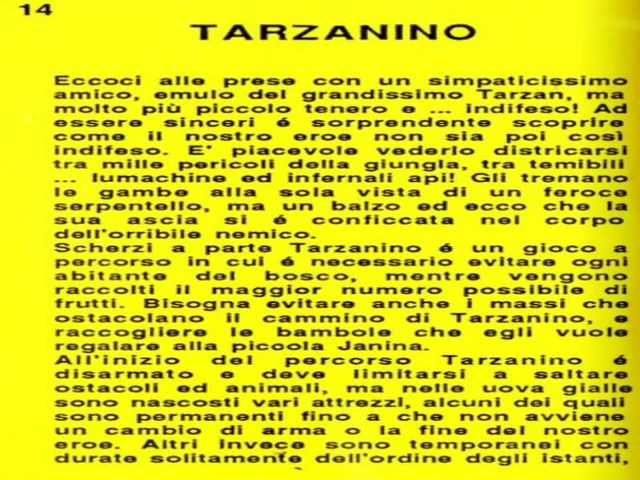 14
TARZANINO
Eccoci alle prese con un simpaticissimo
amico, emulo del grandissimo Tarzan, ma
molto più piccolo tenero e ... indifeso! Ad
essere sinceri é sorprendente scoprire
come il nostro eroe non sia poi così
indifeso. E' piacevole vederlo districarsi
tra mille pericoli della giungla, tra temibili
... lumachine ed infernali api! Gli tremano
le gambe alla sola vista di un feroce
serpentello, ma un balzo ed ecco che la
sua ascia si é conficcata nel corpo
dell'orribile nemico.
Scherzi a parte Tarzanino é un gioco a
percorso in cui é necessario evitare ogni
abitante del bosco, mentre vengono
raccolti il maggior numero possibile di
frutti. Bisogna evitare anche i massi che
ostacolano il cammino di Tarzanino, e
raccogliere le bambole che egli vuole
regalare alla piccola Janina.
All'inizio del percorso Tarzanino é
disarmato e deve limitarsi a saltare
ostacoli ed animali, ma nelle uova gialle
sono nascosti vari attrezzi, alcuni dei quali
sono permanenti fino a che non avviene
un cambio di arma o la fine del nostro
eroe. Altri invece sono temporanei con
durate solitamente dell'ordine degli istanti,